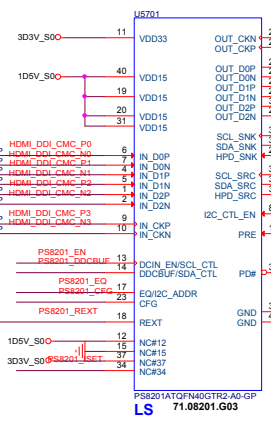 U5701
3D3V_S0 11 VDD33 OUT_CKN
OUT_CKP
1D5V_S0 40 VDD15 OUT_D0P
OUT_D0N
19 VDD15 OUT_D1P
OUT_D1N
20 VDD15 OUT_D2P
31 VDD15 OUT_D2N
SCL_SNK
SDA_SNK
HDMI_DDI_CMC_P0 6 IN_D0P HPD_SNK
HDMI_DDI_CMC_N0 7 IN_D0N
HDMI_DDI_CMC_P1 4 IN_D1P SCL_SRC
HDMI_DDI_CMC_N1 5 IN_D1N SDA_SRC
HDMI_DDI_CMC_P2 1 IN_D2P HPD_SRC
HDMI_DDI_CMC_N2 2 IN_D2N
I2C_CTL_EN
HDMI_DDI_CMC_P3 9 IN_CKP
HDMI_DDI_CMC_N3 10 IN_CKN PRE
PS8201_EN 13 DCIN_EN/SCL_CTL
PS8201_DDCBUF 14 DDCBUF/SDA_CTL PD#
PS8201_EQ 17 EQ/I2C_ADDR
PS8201_CFG 23 CFG
GND
PS8201_REXT 18 REXT GND
1D5V_S0 12 NC#12
15 NC#15
3D3V_S0 37 NC#37
34 NC#34
PS8201ATQFN40GTR2-A0-GP
LS 71.08201.G03